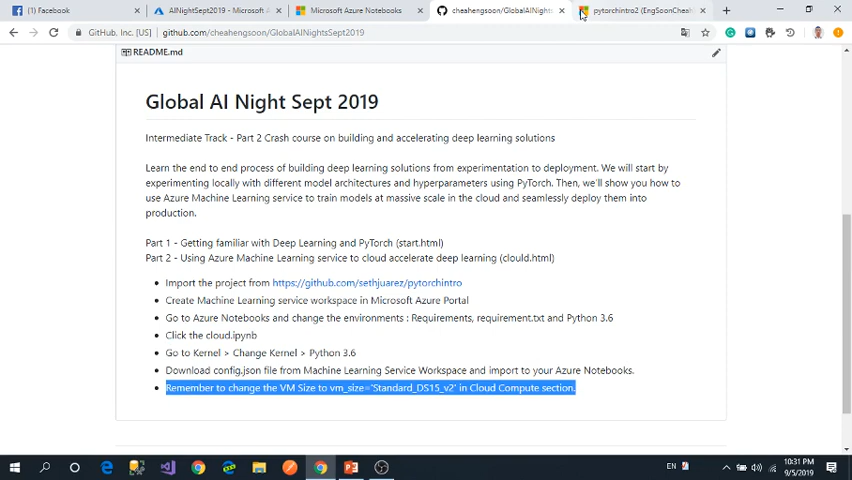 (1) Facebook
AINightSept2019 - Microsoft A
Microsoft Azure Notebooks
cheahengsoon/GlobalAINights
pytorchintro2 (EngSoonCheah
GitHub, Inc. [US]
github.com/cheahengsoon/GlobalAINightsSept2019
README.md
Global AI Night Sept 2019
Intermediate Track - Part 2 Crash course on building and accelerating deep learning solutions
Learn the end to end process of building deep learning solutions from experimentation to deployment. We will start by
experimenting locally with different model architectures and hyperparameters using PyTorch. Then, we'll show you how to
use Azure Machine Learning service to train models at massive scale in the cloud and seamlessly deploy them into
production.
Part 1 - Getting familiar with Deep Learning and PyTorch (start.html)
Part 2 - Using Azure Machine Learning service to cloud accelerate deep learning (clould.html)
Import the project from https://github.com/sethjuarez/pytorchintro
Create Machine Learning service workspace in Microsoft Azure Portal
Go to Azure Notebooks and change the environments : Requirements, requirement.txt and Python 3.6
Click the cloud.ipynb
Go to Kernel > Change Kernel > Python 3.6
Download config.json file from Machine Learning Service Workspace and import to your Azure Notebooks.
Remember to change the VM Size to vm_size='Standard_DS15_v2' in Cloud Compute section.
EN
10:31 PM
9/5/2019